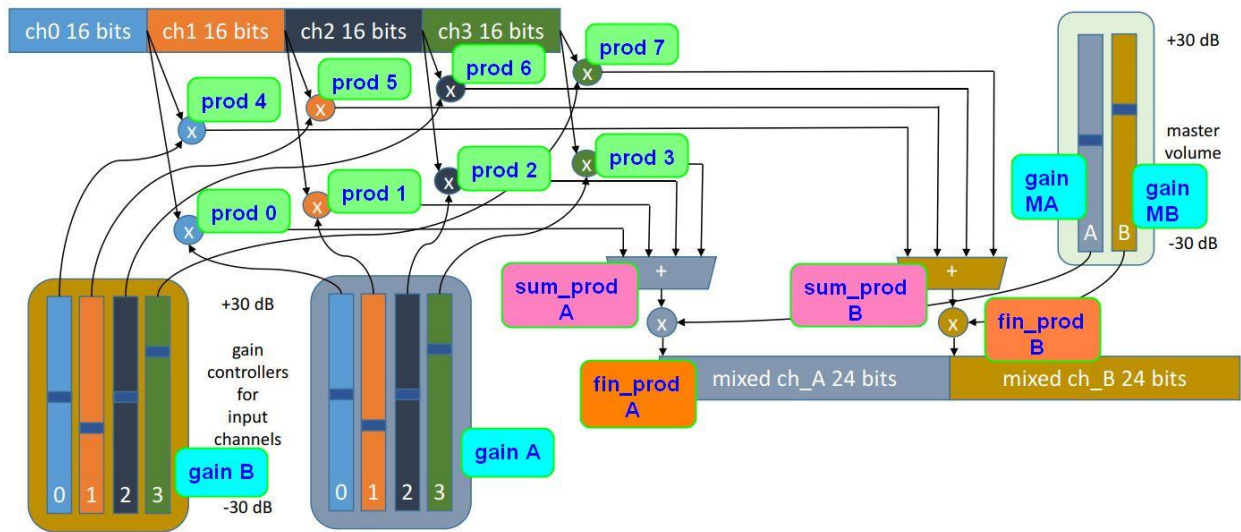 ch0 16 bits
ch1 16 bits
ch2 16 bits
ch3 16 bits
prod 7
prod 6
prod 5
prod 4
x
x
x
x
+30 dB
master
volume
-30 dB
gain
MA
gain
MB
A
B
prod 3
prod 2
prod 1
prod 0
x
x
x
x
+
+
sum_prod
A
sum_prod
B
x
x
fin_prod
A
fin_prod
B
mixed ch_A 24 bits
mixed ch_B 24 bits
+30 dB
gain
controllers
for
input
channels
-30 dB
gain B
gain A
0
1
2
3
0
1
2
3